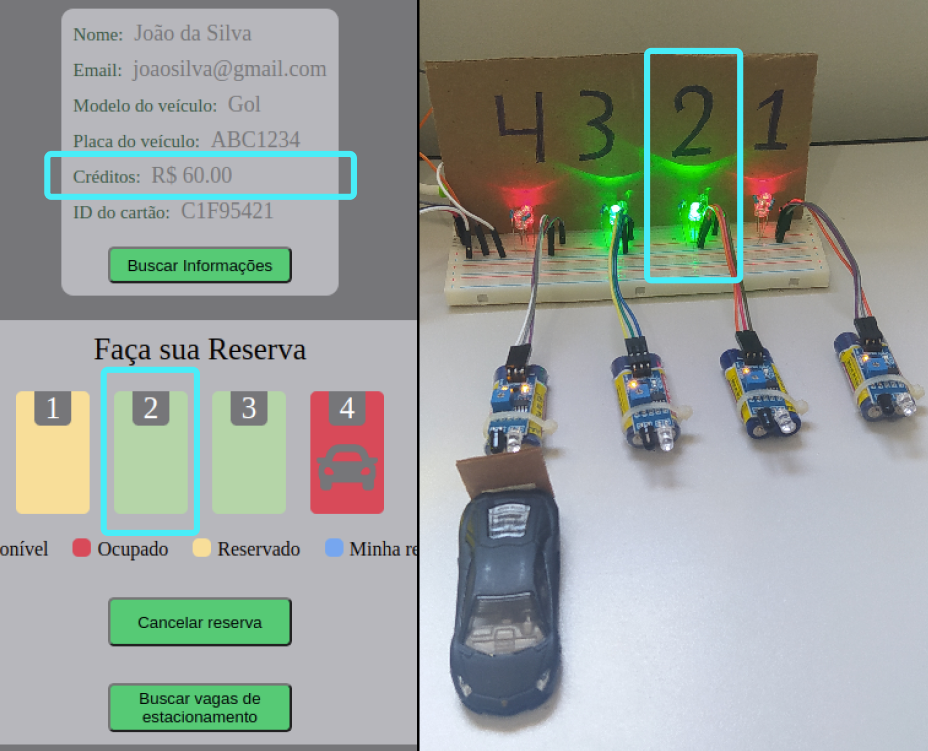 Nome: João da Silva
Email: joaosilva@gmail.com
Modelo do veículo: Gol
Placa do veículo: ABC1234
Créditos: R$ 60.00
ID do cartão: C1F95421
Buscar Informações
Faça sua Reserva
1 2 3 4
onível Ocupado Reservado Minha re
Cancelar reserva
Buscar vagas de
estacionamento
4 3 2 1